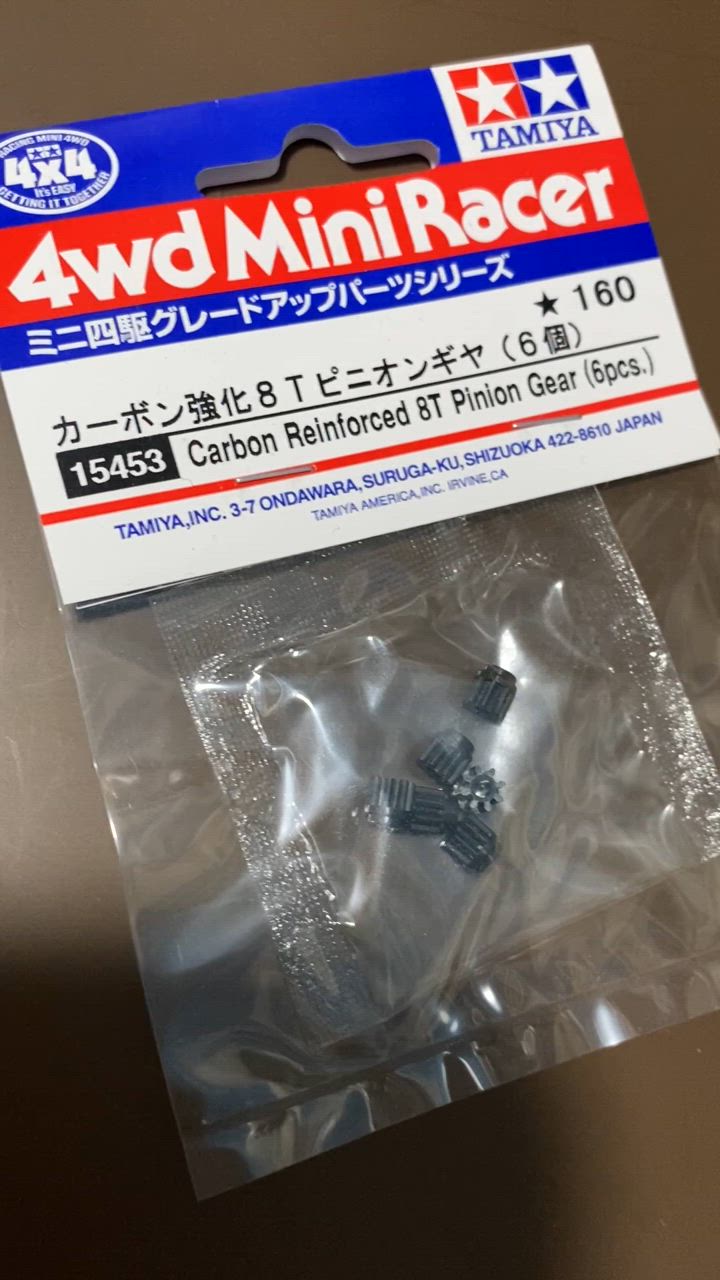 TAMIYA
RACING MINI 4WD
4x4
It's EASY
GETTING IT TOGETHER
4wd Mini Racer
ミニ四駆グレードアップパーツシリーズ
★ 160
カーボン強化8Tピニオンギヤ（6個）
15453 Carbon Reinforced 8T Pinion Gear (6pcs.)
TAMIYA,INC. 3-7 ONDAWARA,SURUGA-KU,SHIZUOKA 422-8610 JAPAN
TAMIYA AMERICA,INC. IRVINE,CA